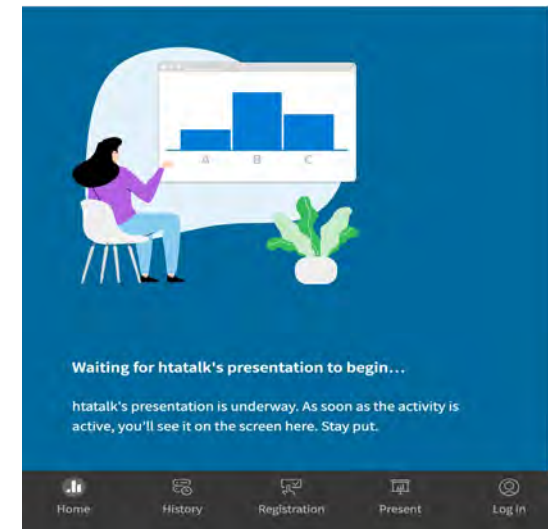 A B C
Waiting for htatalk's presentation to begin...
htatalk's presentation is underway. As soon as the activity is
active, you'll see it on the screen here. Stay put.
Home History Registration Present Log in